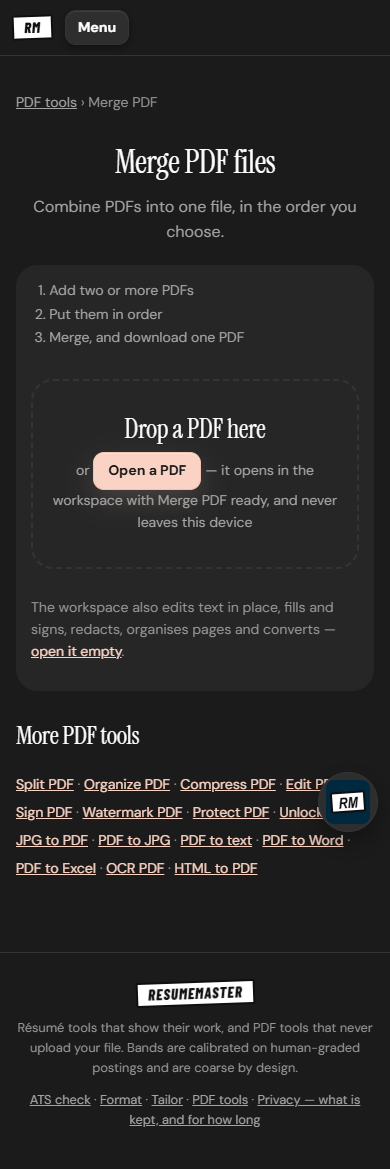 RM
Menu
PDF tools › Merge PDF
Merge PDF files
Combine PDFs into one file, in the order you
choose.
1. Add two or more PDFs
2. Put them in order
3. Merge, and download one PDF
Drop a PDF here
or Open a PDF — it opens in the
workspace with Merge PDF ready, and never
leaves this device
The workspace also edits text in place, fills and
signs, redacts, organises pages and converts —
open it empty.
More PDF tools
Split PDF · Organize PDF · Compress PDF · Edit
Sign PDF · Watermark PDF · Protect PDF · Unlock
RM
JPG to PDF · PDF to JPG · PDF to text · PDF to Word ·
PDF to Excel · OCR PDF · HTML to PDF
RESUMEMASTER
Résumé tools that show their work, and PDF tools that never
upload your file. Bands are calibrated on human-graded
postings and are coarse by design.
ATS check · Format · Tailor · PDF tools · Privacy — what is
kept, and for how long